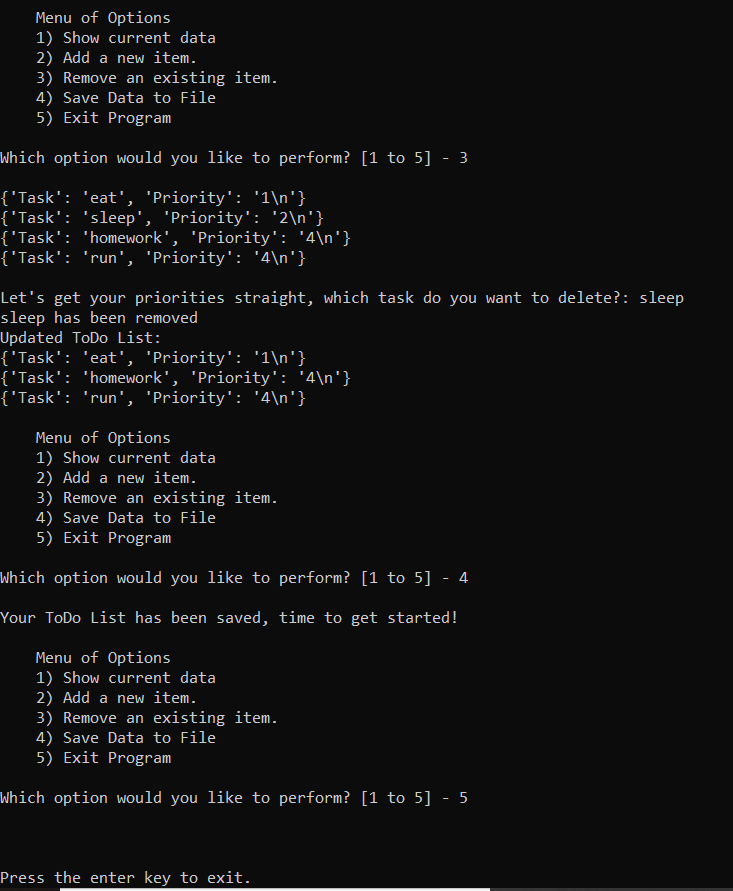 Menu of Options
1) Show current data
2) Add a new item.
3) Remove an existing item.
4) Save Data to File
5) Exit Program
Which option would you like to perform? [1 to 5] - 3
{'Task': 'eat', 'Priority': '1\n'}
{'Task': 'sleep', 'Priority': '2\n'}
{'Task': 'homework', 'Priority': '4\n'}
{'Task': 'run', 'Priority': '4\n'}
Let's get your priorities straight, which task do you want to delete?: sleep
sleep has been removed
Updated ToDo List:
{'Task': 'eat', 'Priority': '1\n'}
{'Task': 'homework', 'Priority': '4\n'}
{'Task': 'run', 'Priority': '4\n'}
Menu of Options
1) Show current data
2) Add a new item.
3) Remove an existing item.
4) Save Data to File
5) Exit Program
Which option would you like to perform? [1 to 5] - 4
Your ToDo List has been saved, time to get started!
Menu of Options
1) Show current data
2) Add a new item.
3) Remove an existing item.
4) Save Data to File
5) Exit Program
Which option would you like to perform? [1 to 5] - 5
Press the enter key to exit.